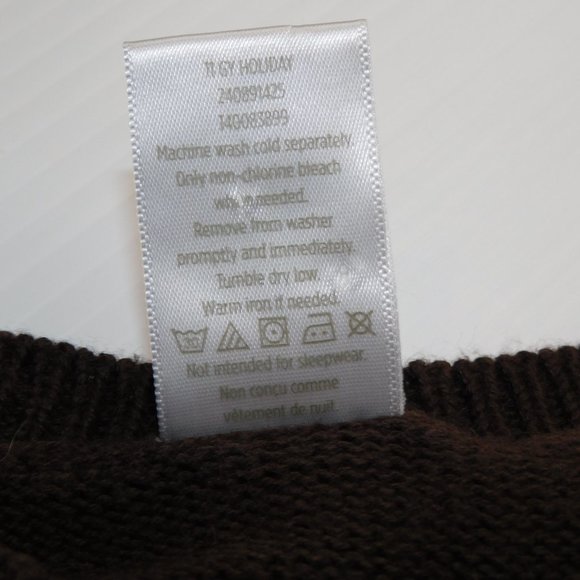 11 GY HOLIDAY
240891425
140083899
Machine wash cold separately.
Only non-chlorine bleach
when needed.
Remove from washer
promptly and immediately.
Tumble dry low.
Warm iron if needed.
Not intended for sleepwear.
Non conçu comme
vêtement de nuit.